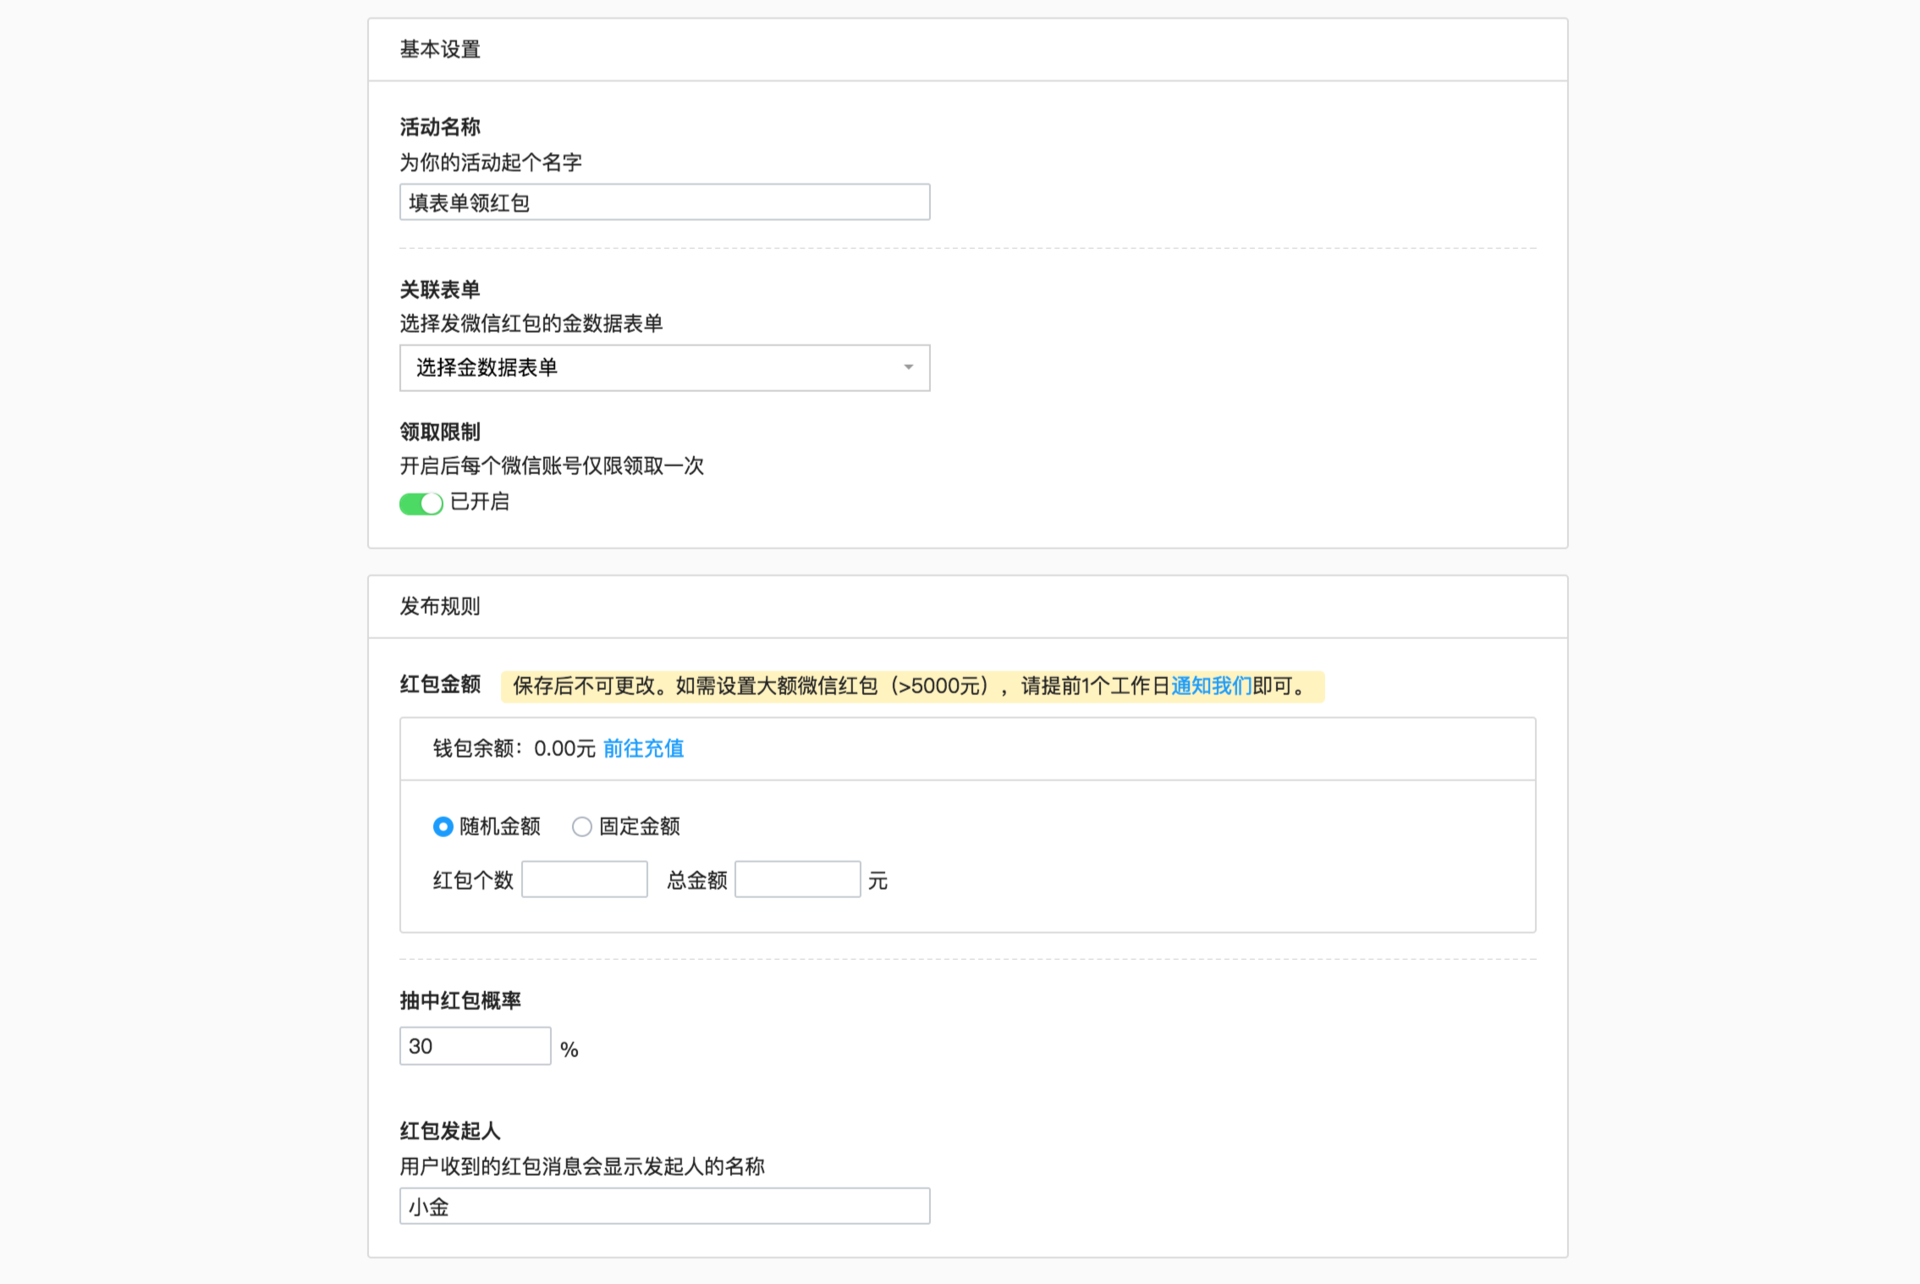 基本设置
活动名称
为你的活动起个名字
填表单领红包
关联表单
选择发微信红包的金数据表单
选择金数据表单
领取限制
开启后每个微信账号仅限领取一次
已开启
发布规则
红包金额 保存后不可更改。如需设置大额微信红包（>5000元），请提前1个工作日通知我们即可。
钱包余额：0.00元 前往充值
随机金额 固定金额
红包个数 总金额 元
抽中红包概率
30 %
红包发起人
用户收到的红包消息会显示发起人的名称
小金